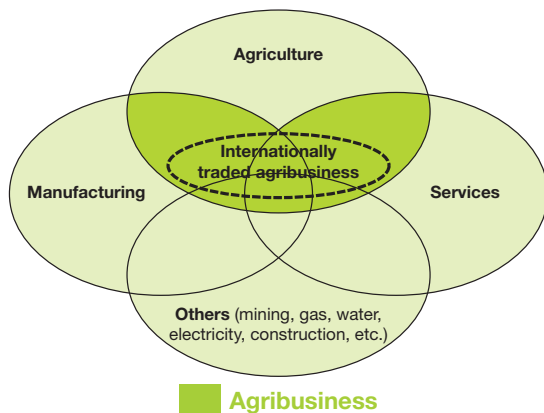 Agriculture
Internationally
traded agribusiness
Manufacturing
Services
Others (mining, gas, water,
electricity, construction, etc.)
Agribusiness